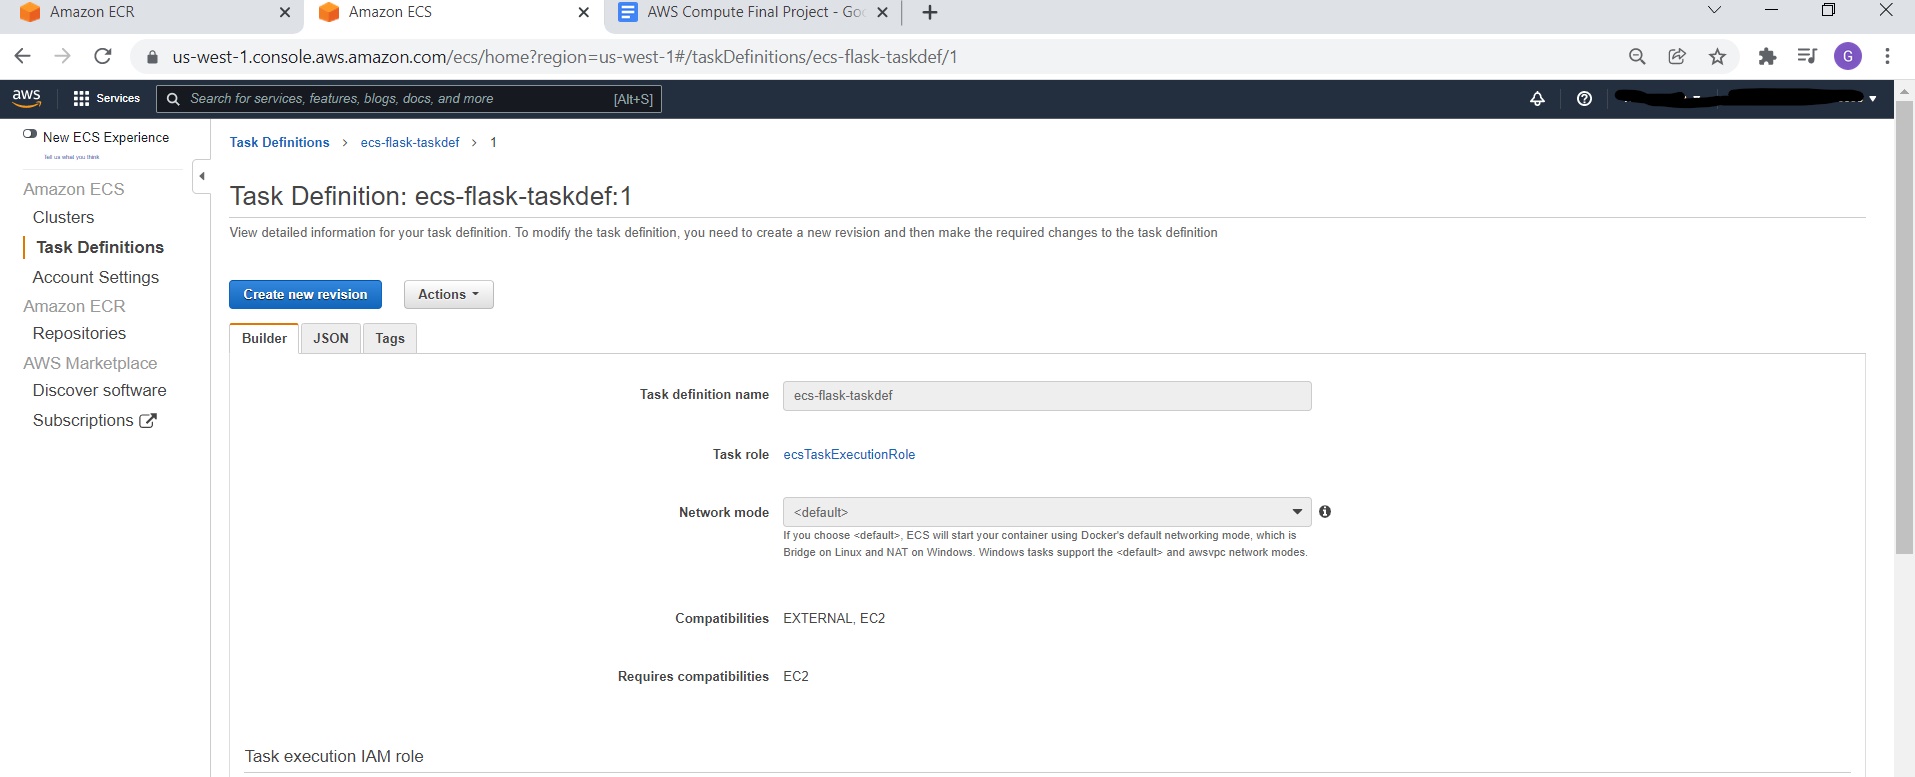 Amazon ECR
Amazon ECS
AWS Compute Final Project - Goo
us-west-1.console.aws.amazon.com/ecs/home?region=us-west-1#/taskDefinitions/ecs-flask-taskdef/1
G
aws
Services
Search for services, features, blogs, docs, and more
[Alt+S]
New ECS Experience
Tell us what you think
Amazon ECS
Clusters
Task Definitions
Account Settings
Amazon ECR
Repositories
AWS Marketplace
Discover software
Subscriptions
Task Definitions > ecs-flask-taskdef > 1
Task Definition: ecs-flask-taskdef:1
View detailed information for your task definition. To modify the task definition, you need to create a new revision and then make the required changes to the task definition
Create new revision
Actions
Builder
JSON
Tags
Task definition name
ecs-flask-taskdef
Task role
ecsTaskExecutionRole
Network mode
<default>
If you choose <default>, ECS will start your container using Docker's default networking mode, which is
Bridge on Linux and NAT on Windows. Windows tasks support the <default> and awsvpc network modes.
Compatibilities
EXTERNAL, EC2
Requires compatibilities
EC2
Task execution IAM role